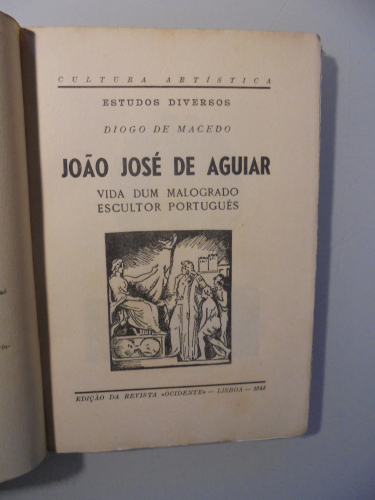 CULTURA ARTÍSTICA
ESTUDOS DIVERSOS
DIOGO DE MACEDO
JOÃO JOSÉ DE AGUIAR
VIDA DUM MALOGRADO
ESCULTOR PORTUGUÊS
EDIÇÃO DA REVISTA «OCIDENTE» — LISBOA —